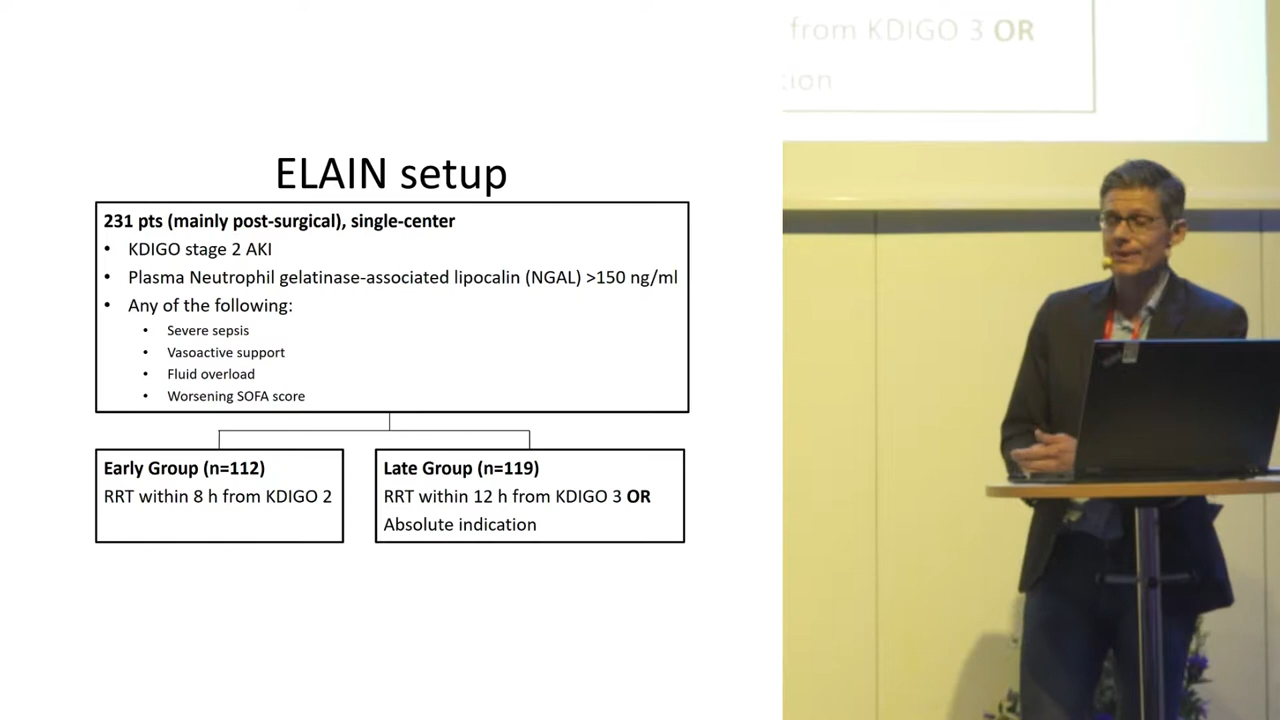 ELAIN setup
231 pts (mainly post-surgical), single-center
• KDIGO stage 2 AKI
• Plasma Neutrophil gelatinase-associated lipocalin (NGAL) >150 ng/ml
• Any of the following:
• Severe sepsis
• Vasoactive support
• Fluid overload
• Worsening SOFA score
Early Group (n=112)
RRT within 8 h from KDIGO 2
Late Group (n=119)
RRT within 12 h from KDIGO 3 OR
Absolute indication
from KDIGO 3 OR